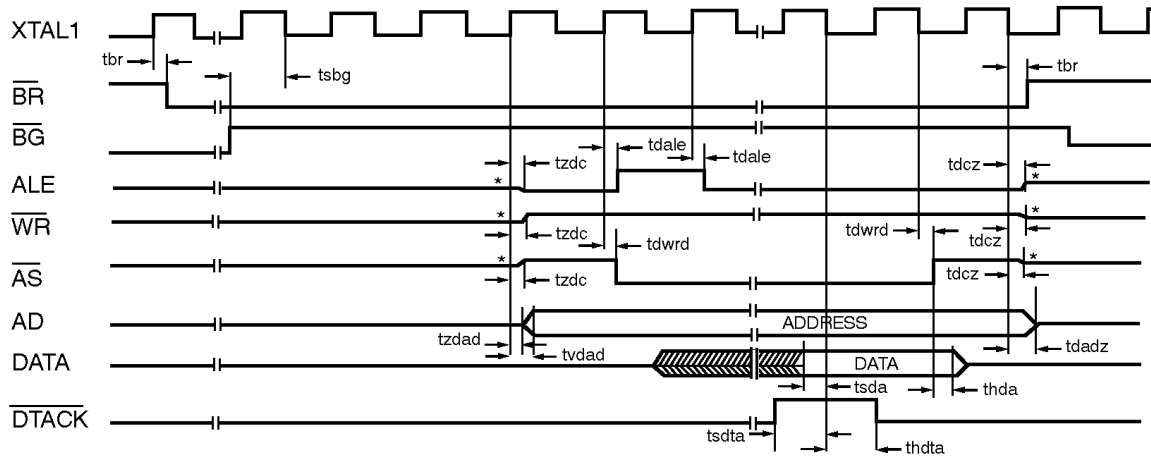 XTAL1
tbr
tsbg
tbr
BR
BG
tzdc
tdale
tdale
tdcz
ALE
*
*
WR
*
*
tzdc
tdwrd
tdwrd
tdcz
AS
*
*
tzdc
tdcz
AD
ADDRESS
tzdad
tvdad
tdadz
DATA
DATA
tsda
thda
DTACK
tsdta
thdta